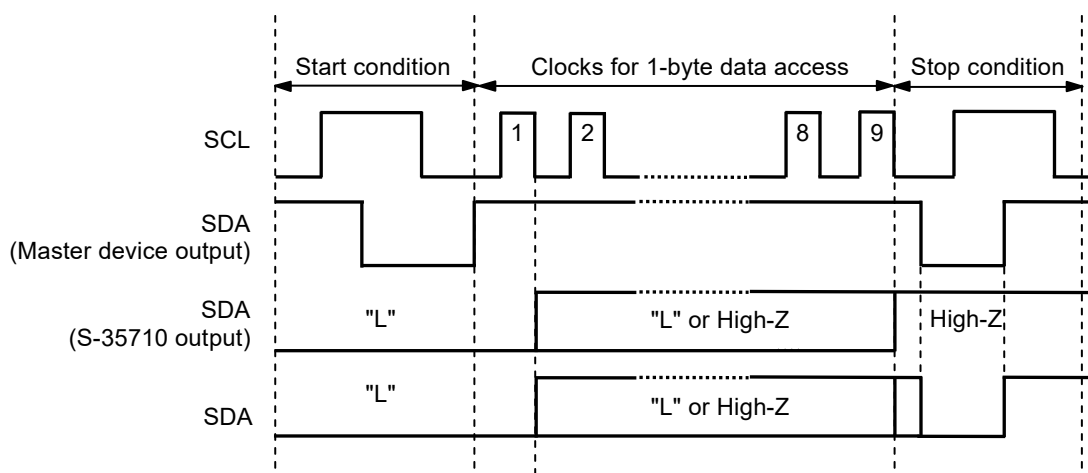 Start condition
Clocks for 1-byte data access
Stop condition
SCL
1
2
8
9
SDA
(Master device output)
SDA
(S-35710 output)
"L"
"L" or High-Z
High-Z
SDA
"L"
"L" or High-Z